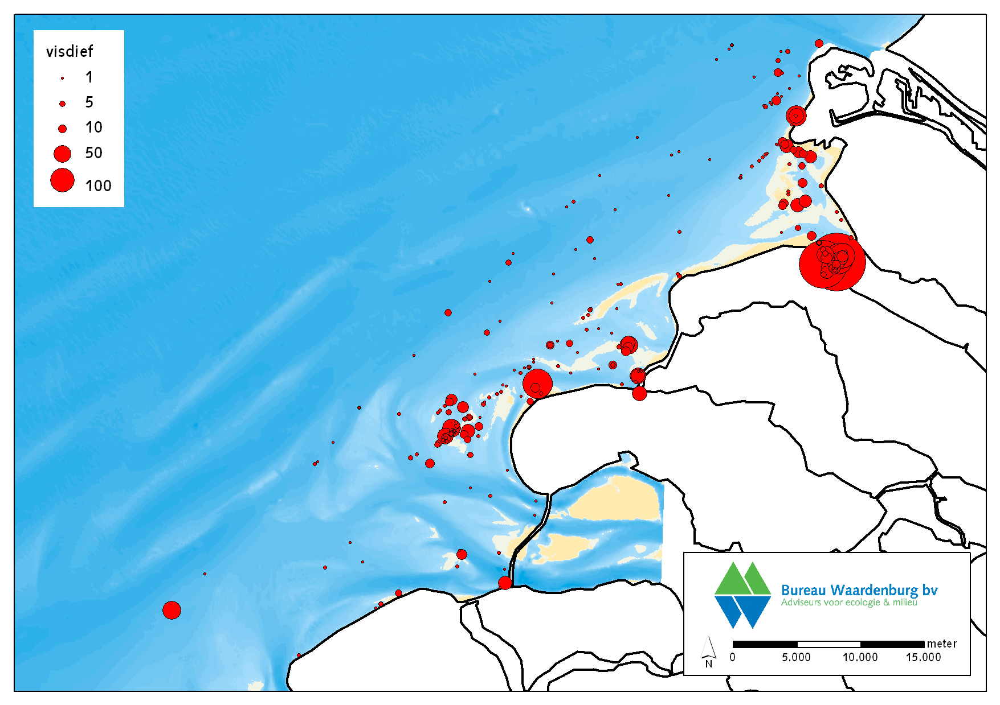 visdief
1
5
10
50
100
Bureau Waardenburg bv
Adviseurs voor ecologie & milieu
meter
0 5.000 10.000 15.000
N